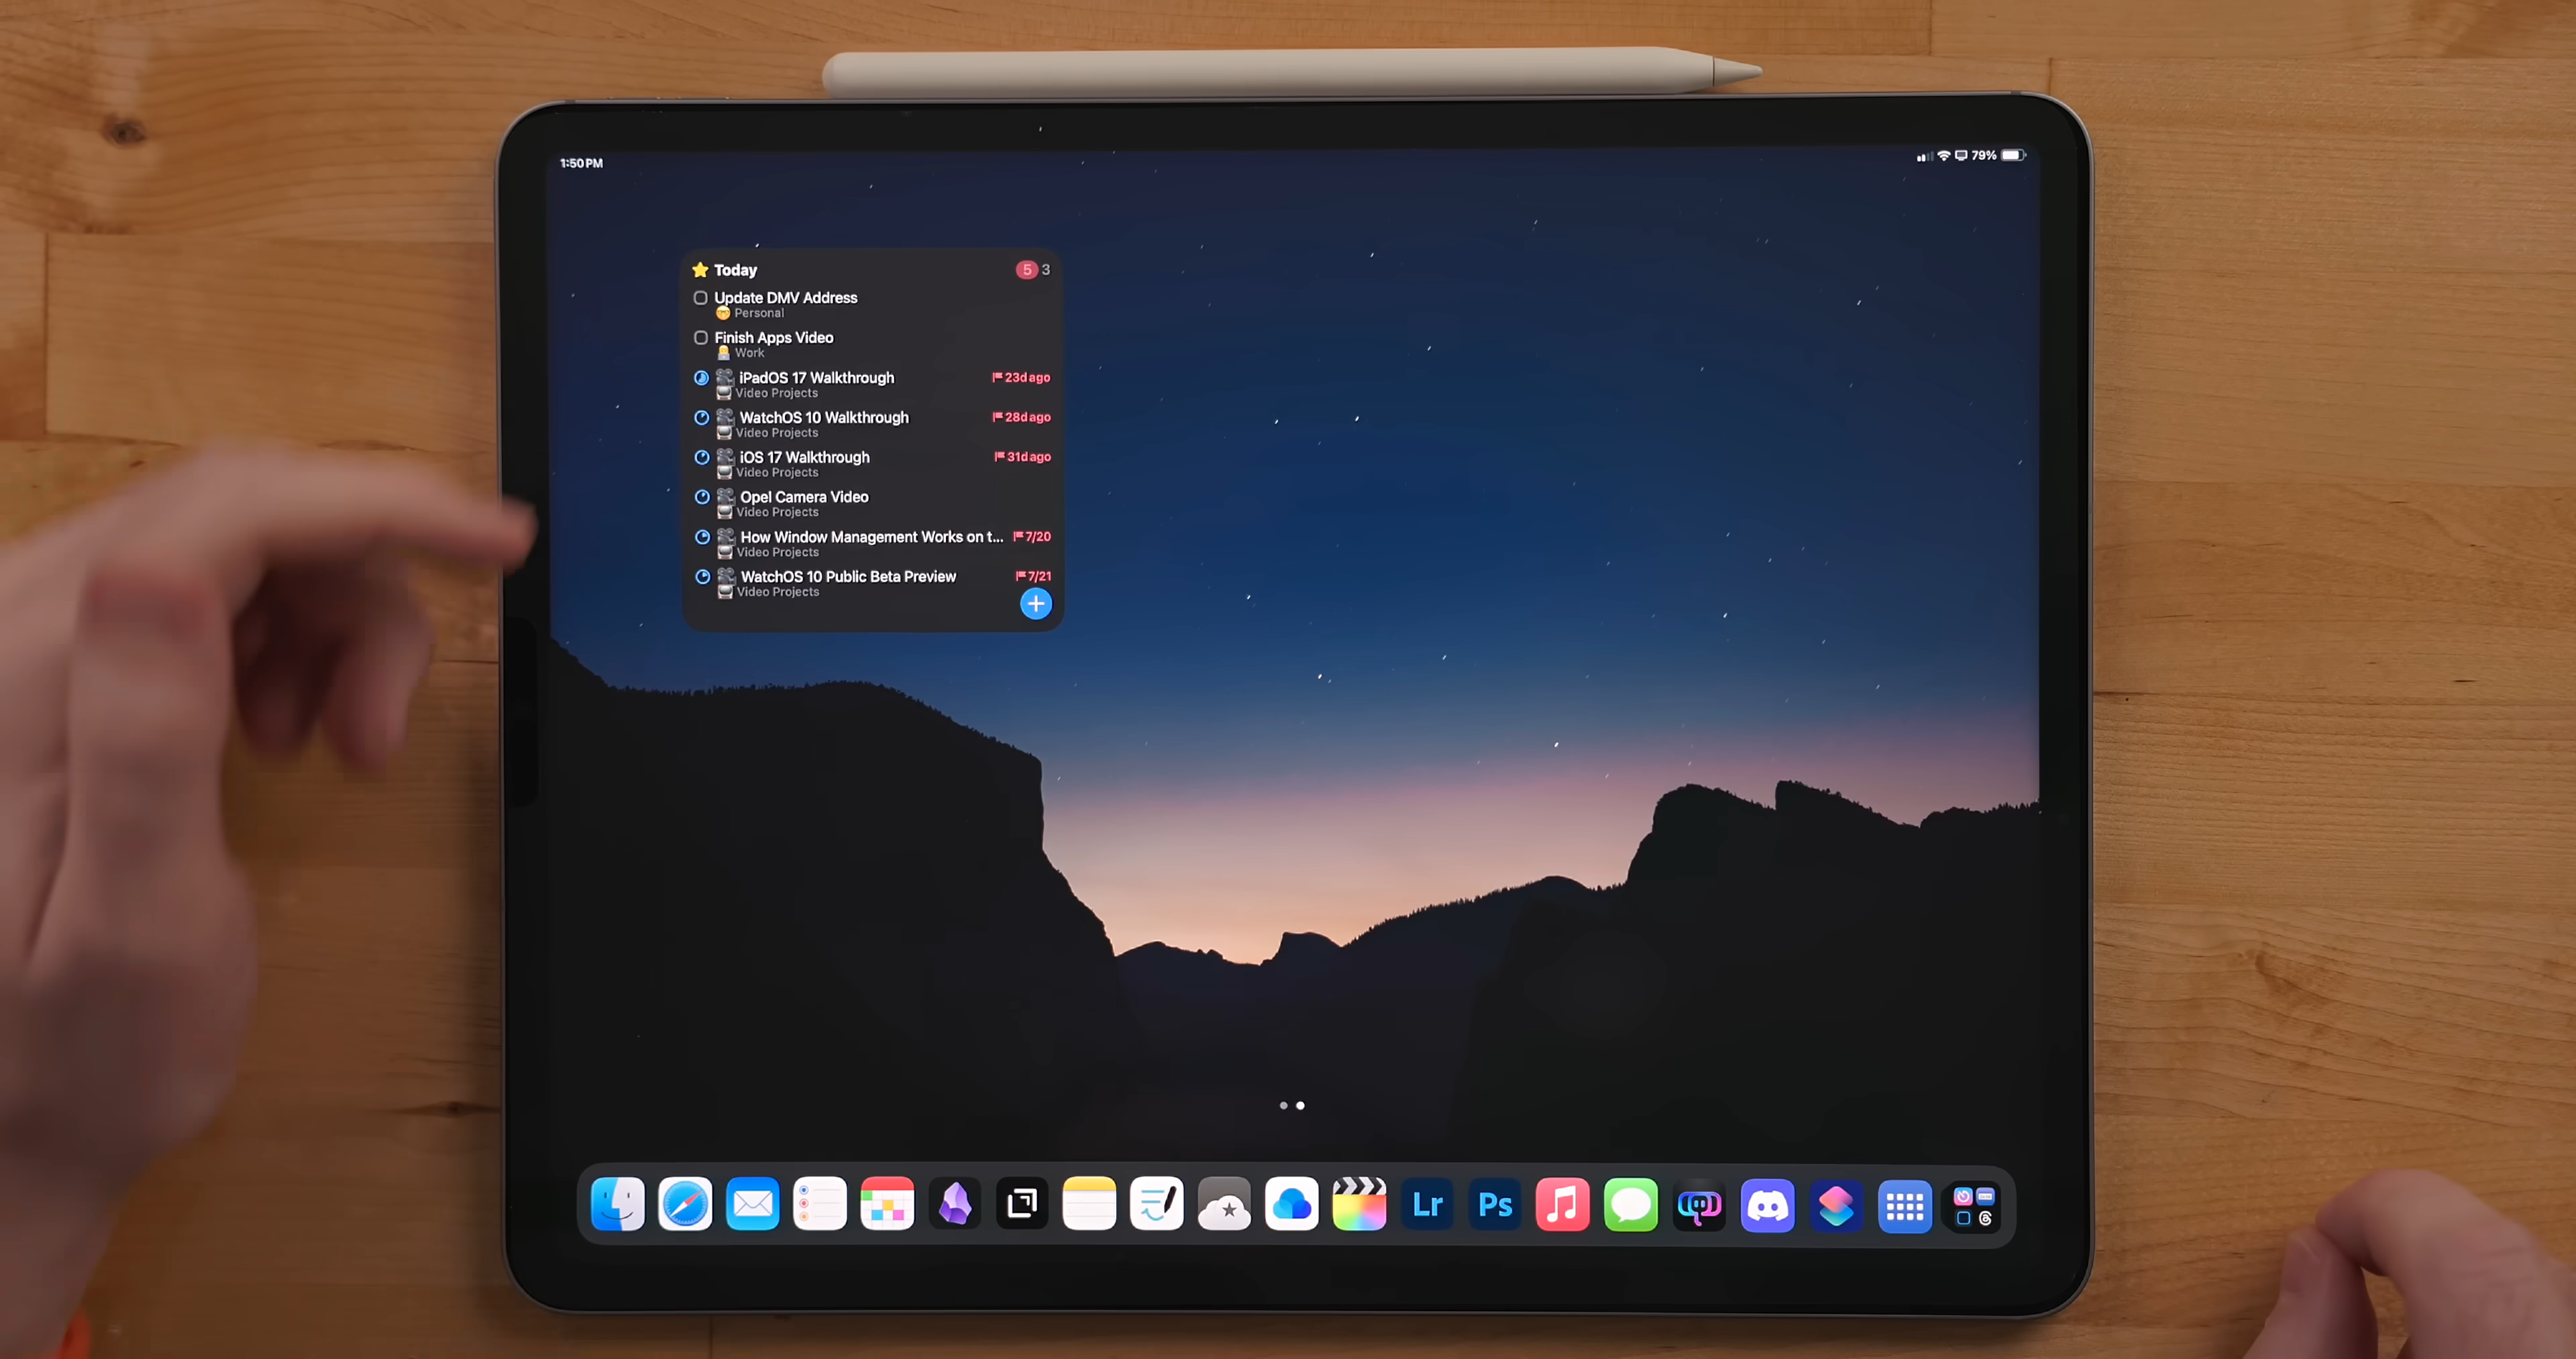 1:50 PM
79%
Today
5 3
Update DMV Address
Personal
Finish Apps Video
Work
iPadOS 17 Walkthrough
23d ago
Video Projects
WatchOS 10 Walkthrough
28d ago
Video Projects
iOS 17 Walkthrough
31d ago
Video Projects
Opel Camera Video
Video Projects
How Window Management Works on t...
7/20
Video Projects
WatchOS 10 Public Beta Preview
7/21
Video Projects
Lr
Ps